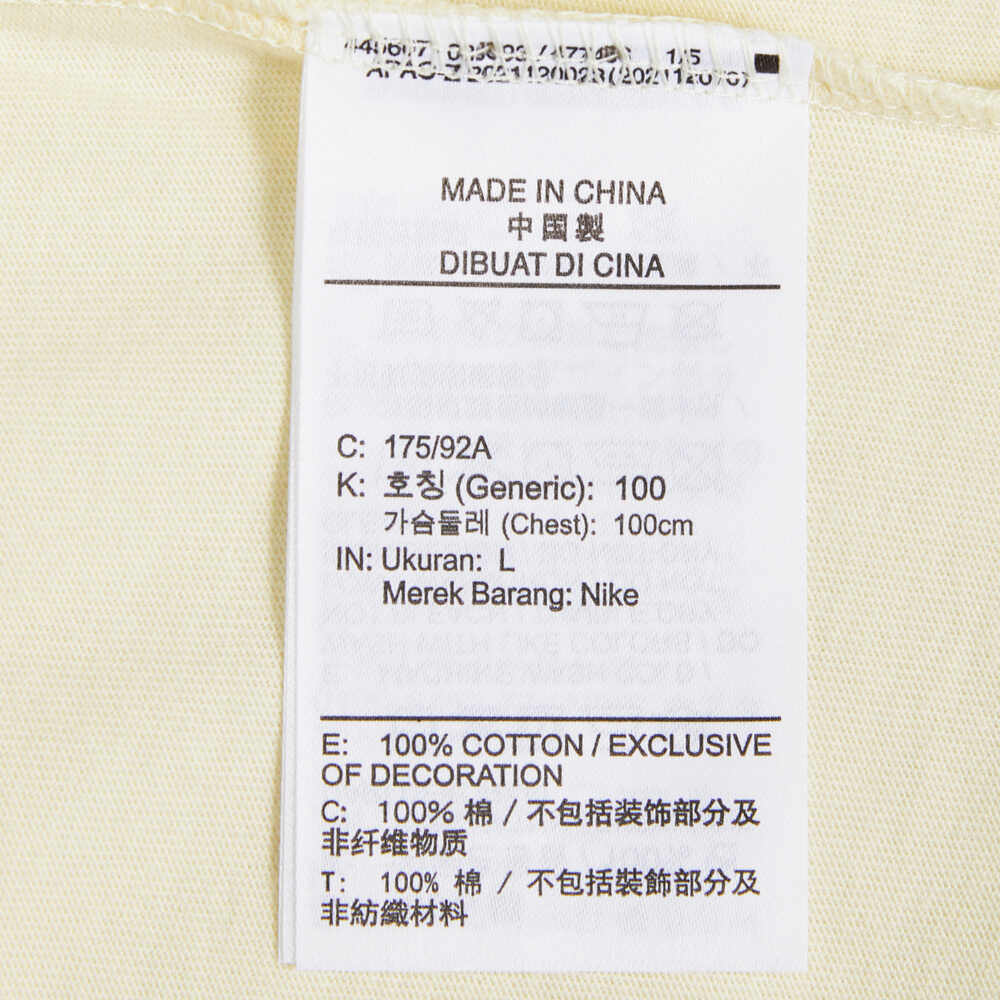 1/5
MADE IN CHINA
中国製
DIBUAT DI CINA
C: 175/92A
K: 호칭 (Generic): 100
가슴둘레 (Chest): 100cm
IN: Ukuran: L
Merek Barang: Nike
E: 100% COTTON / EXCLUSIVE
OF DECORATION
C: 100% 棉 / 不包括装饰部分及
非纤维物质
T: 100% 棉 / 不包括裝飾部分及
非紡織材料